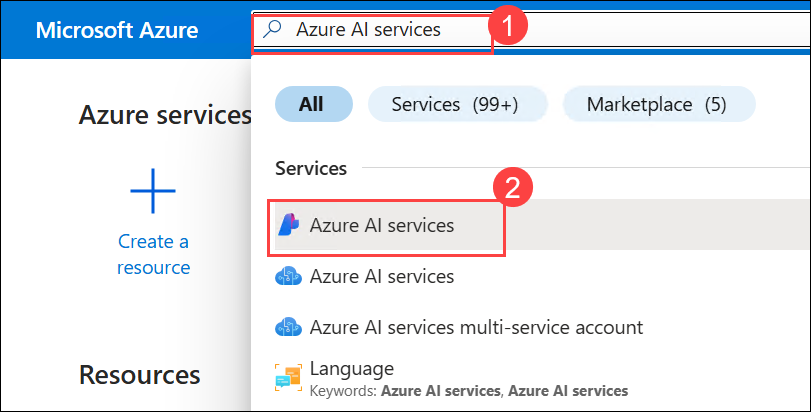 Microsoft Azure
Azure AI services
1
All
Services (99+)
Marketplace (5)
Azure services
Create a
resource
Services
2
Azure AI services
Azure AI services
Azure AI services multi-service account
Language
Keywords: Azure AI services, Azure AI services
Resources